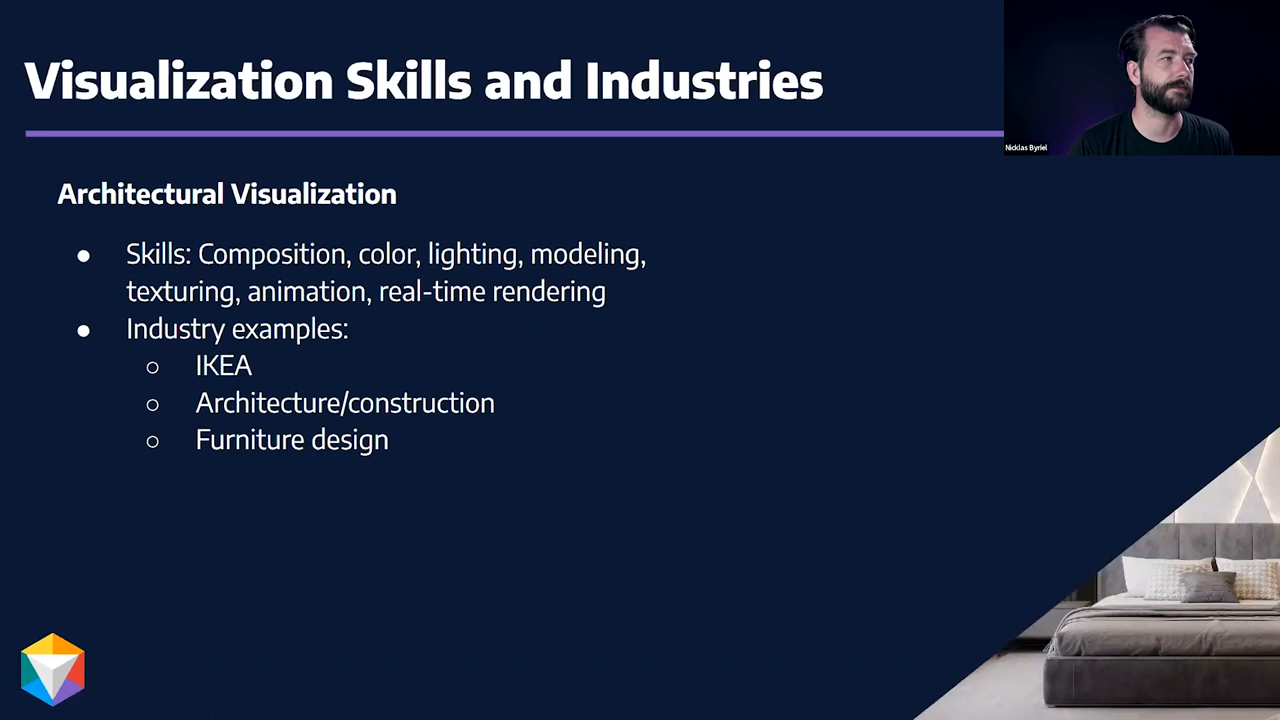 Visualization Skills and Industries
Nicklas Byriel
Architectural Visualization
● Skills: Composition, color, lighting, modeling,
texturing, animation, real-time rendering
● Industry examples:
○ IKEA
○ Architecture/construction
○ Furniture design